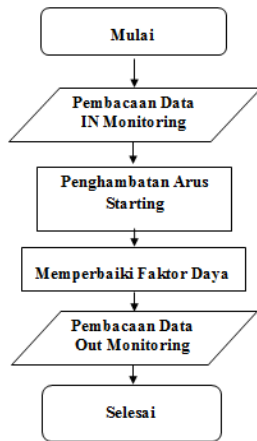 Mulai
Pembacaan Data
IN Monitoring
Penghambatan Arus
Starting
Memperbaiki Faktor Daya
Pembacaan Data
Out Monitoring
Selesai